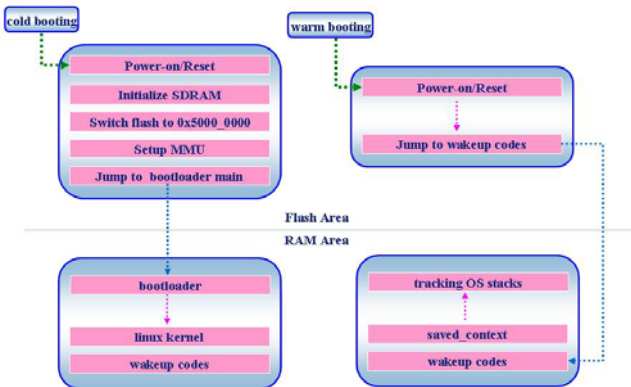 cold booting
Power-on/Reset
Initialize SDRAM
Switch flash to 0x5000_0000
Setup MMU
Jump to bootloader main
warm booting
Power-on/Reset
Jump to wakeup codes
Flash Area
RAM Area
bootloader
linux kernel
wakeup codes
tracking OS stacks
saved_context
wakeup codes